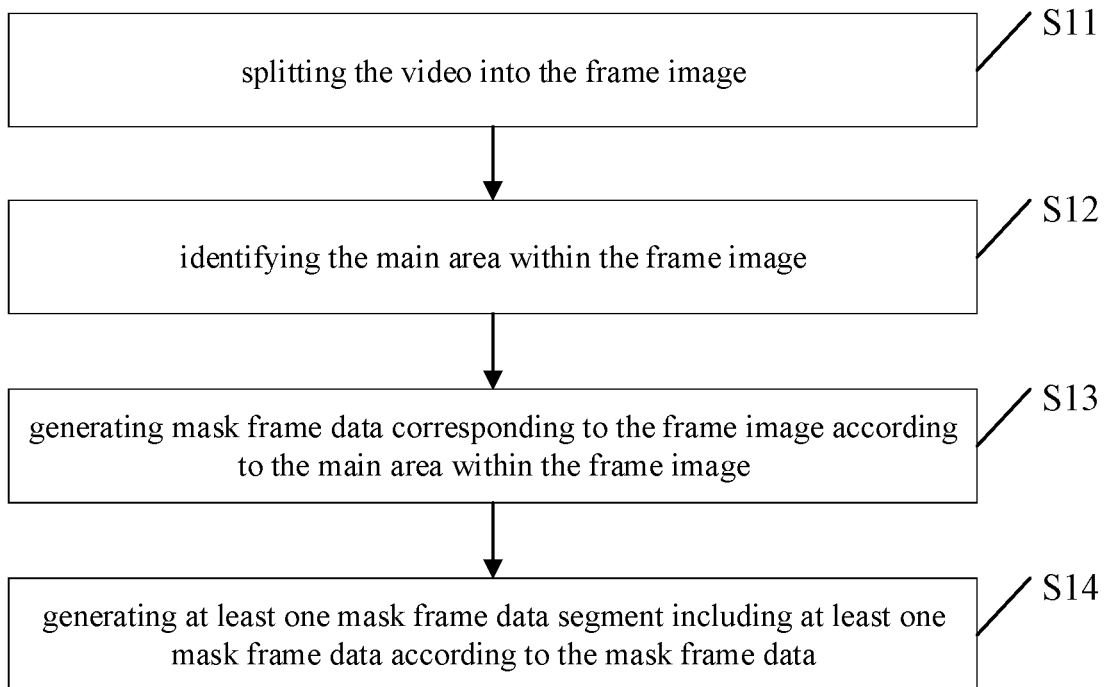 S11
splitting the video into the frame image
S12
identifying the main area within the frame image
S13
generating mask frame data corresponding to the frame image according
to the main area within the frame image
S14
generating at least one mask frame data segment including at least one
mask frame data according to the mask frame data